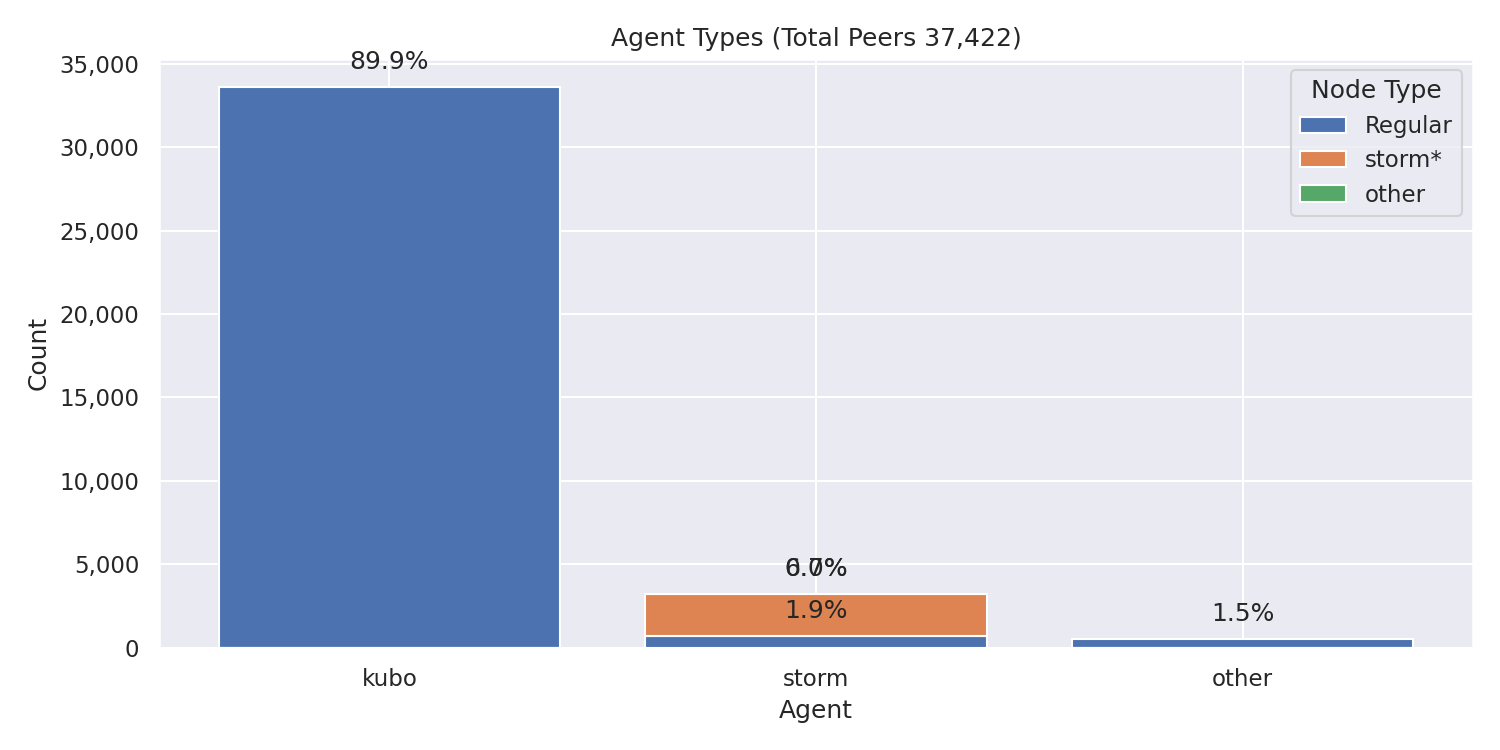 Agent Types (Total Peers 37,422)
89.9%
35,000
30,000
25,000
20,000
15,000
10,000
5,000
0
Count
Node Type
Regular
storm*
other
1.9%
1.5%
kubo
storm
other
Agent